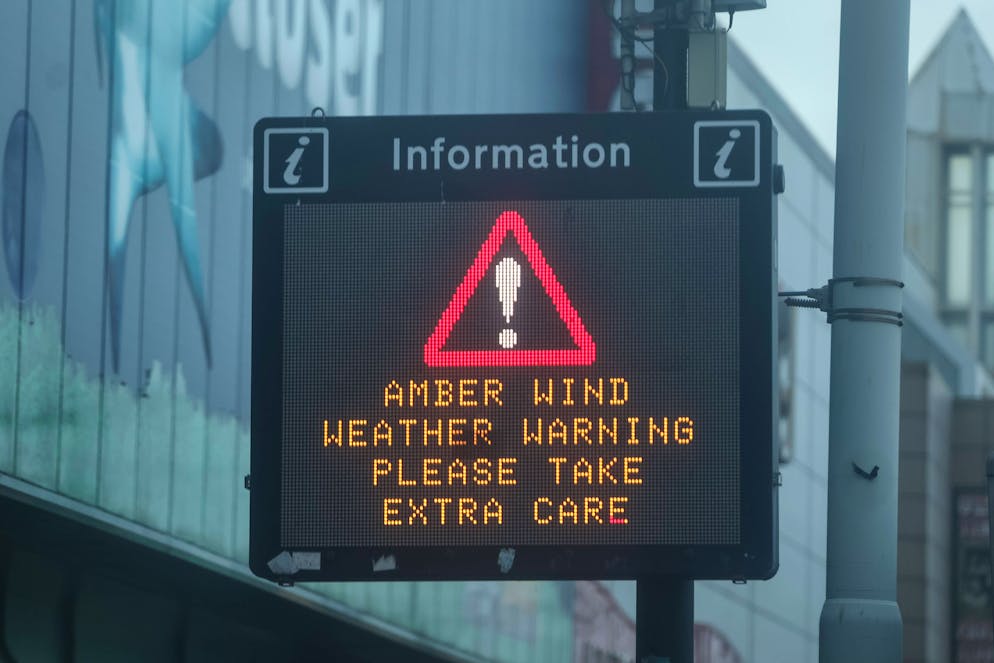 i Information i
AMBER WIND
WEATHER WARNING
PLEASE TAKE
EXTRA CARE